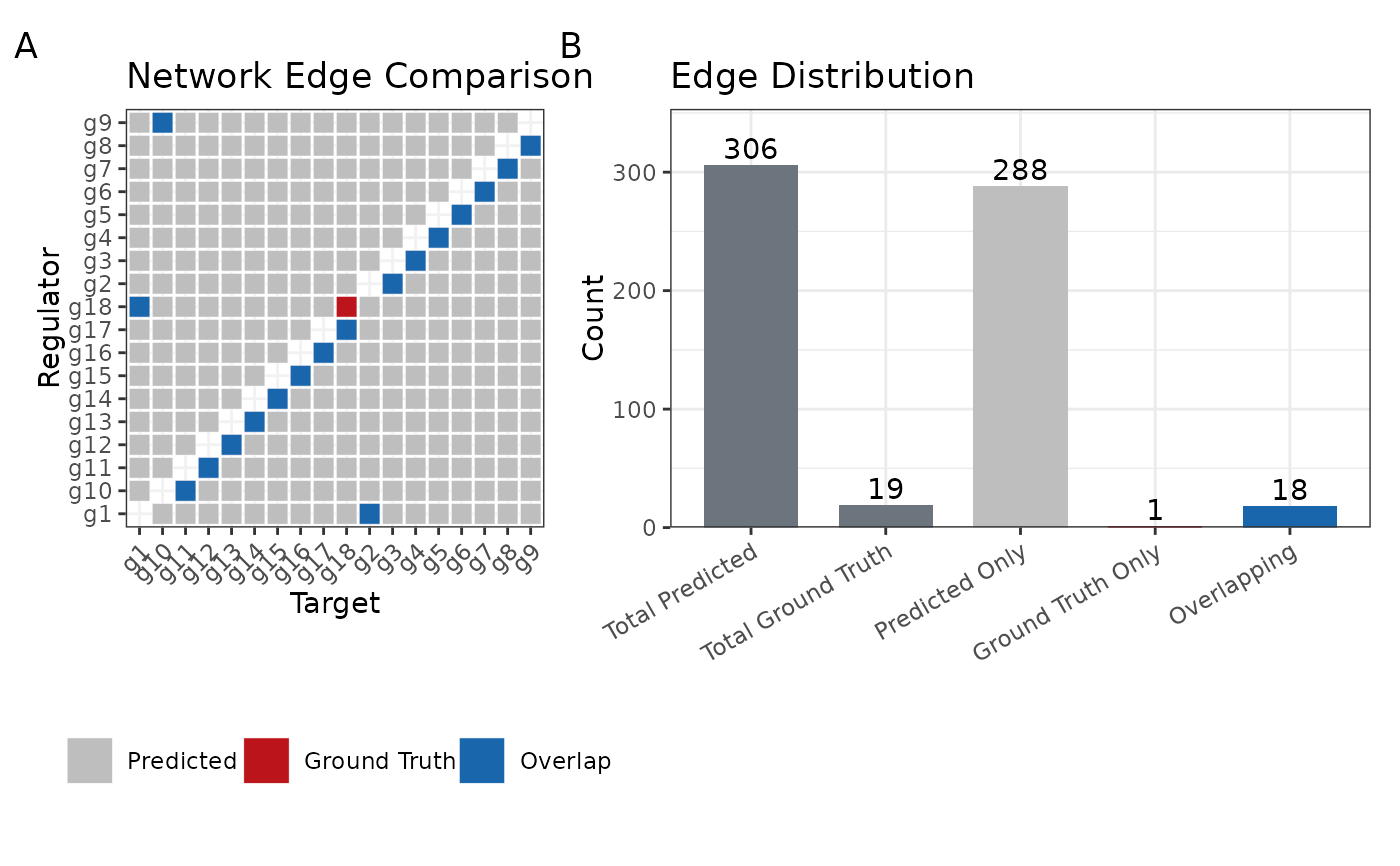 A
Network Edge Comparison
g9
g8
g7
g6
g5
g4
g3
g2
g18
g17
g16
g15
g14
g13
g12
g11
g10
g1
Regulator
g1 g10 g11 g12 g13 g14 g15 g16 g17 g18 g2 g3 g4 g5 g6 g7 g8 g9
Target
B
Edge Distribution
306
288
19
1
18
300
200
100
0
Count
Total Predicted
Total Ground Truth
Predicted Only
Ground Truth Only
Overlapping
Predicted Ground Truth Overlap